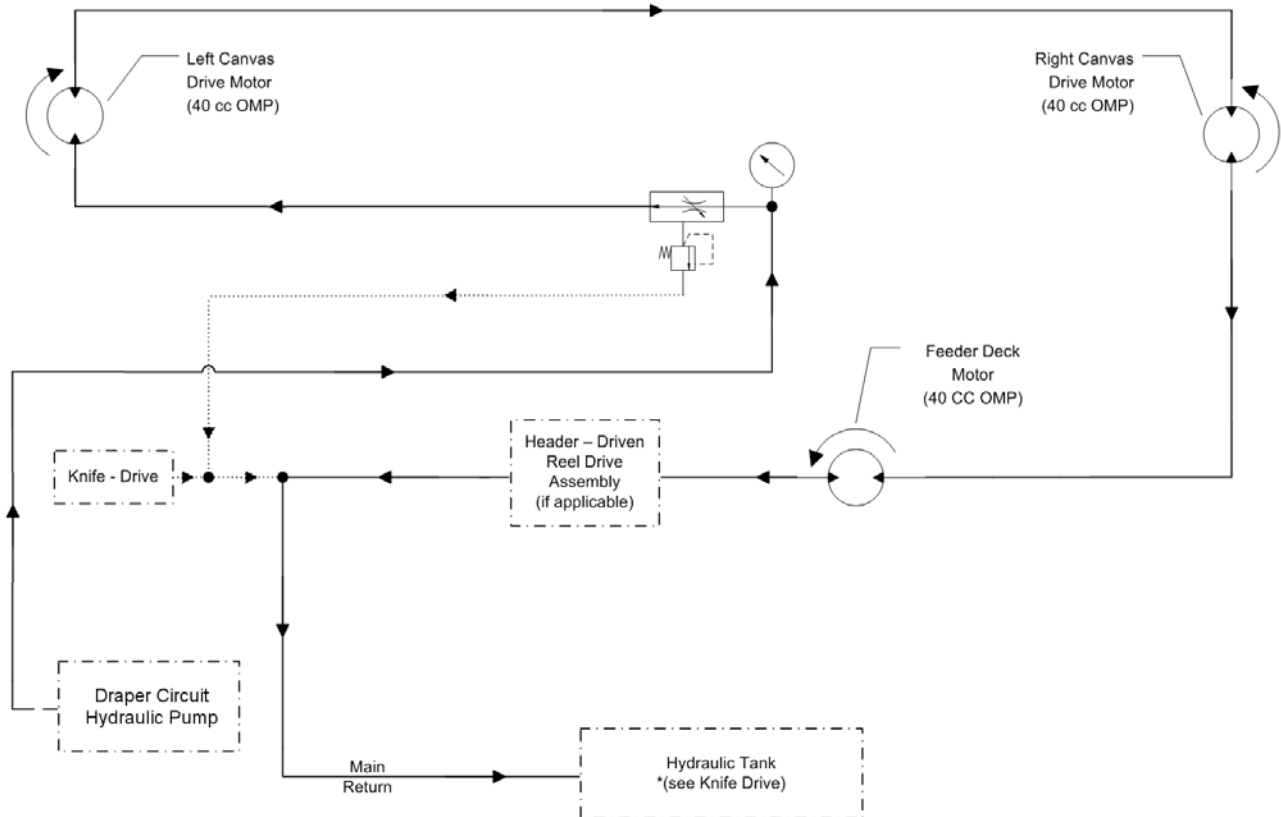 Left Canvas
Drive Motor
(40 cc OMP)
Right Canvas
Drive Motor
(40 cc OMP)
Feeder Deck
Motor
(40 CC OMP)
Header – Driven
Reel Drive
Assembly
(if applicable)
Knife - Drive
Draper Circuit
Hydraulic Pump
Main
Return
Hydraulic Tank
*(see Knife Drive)